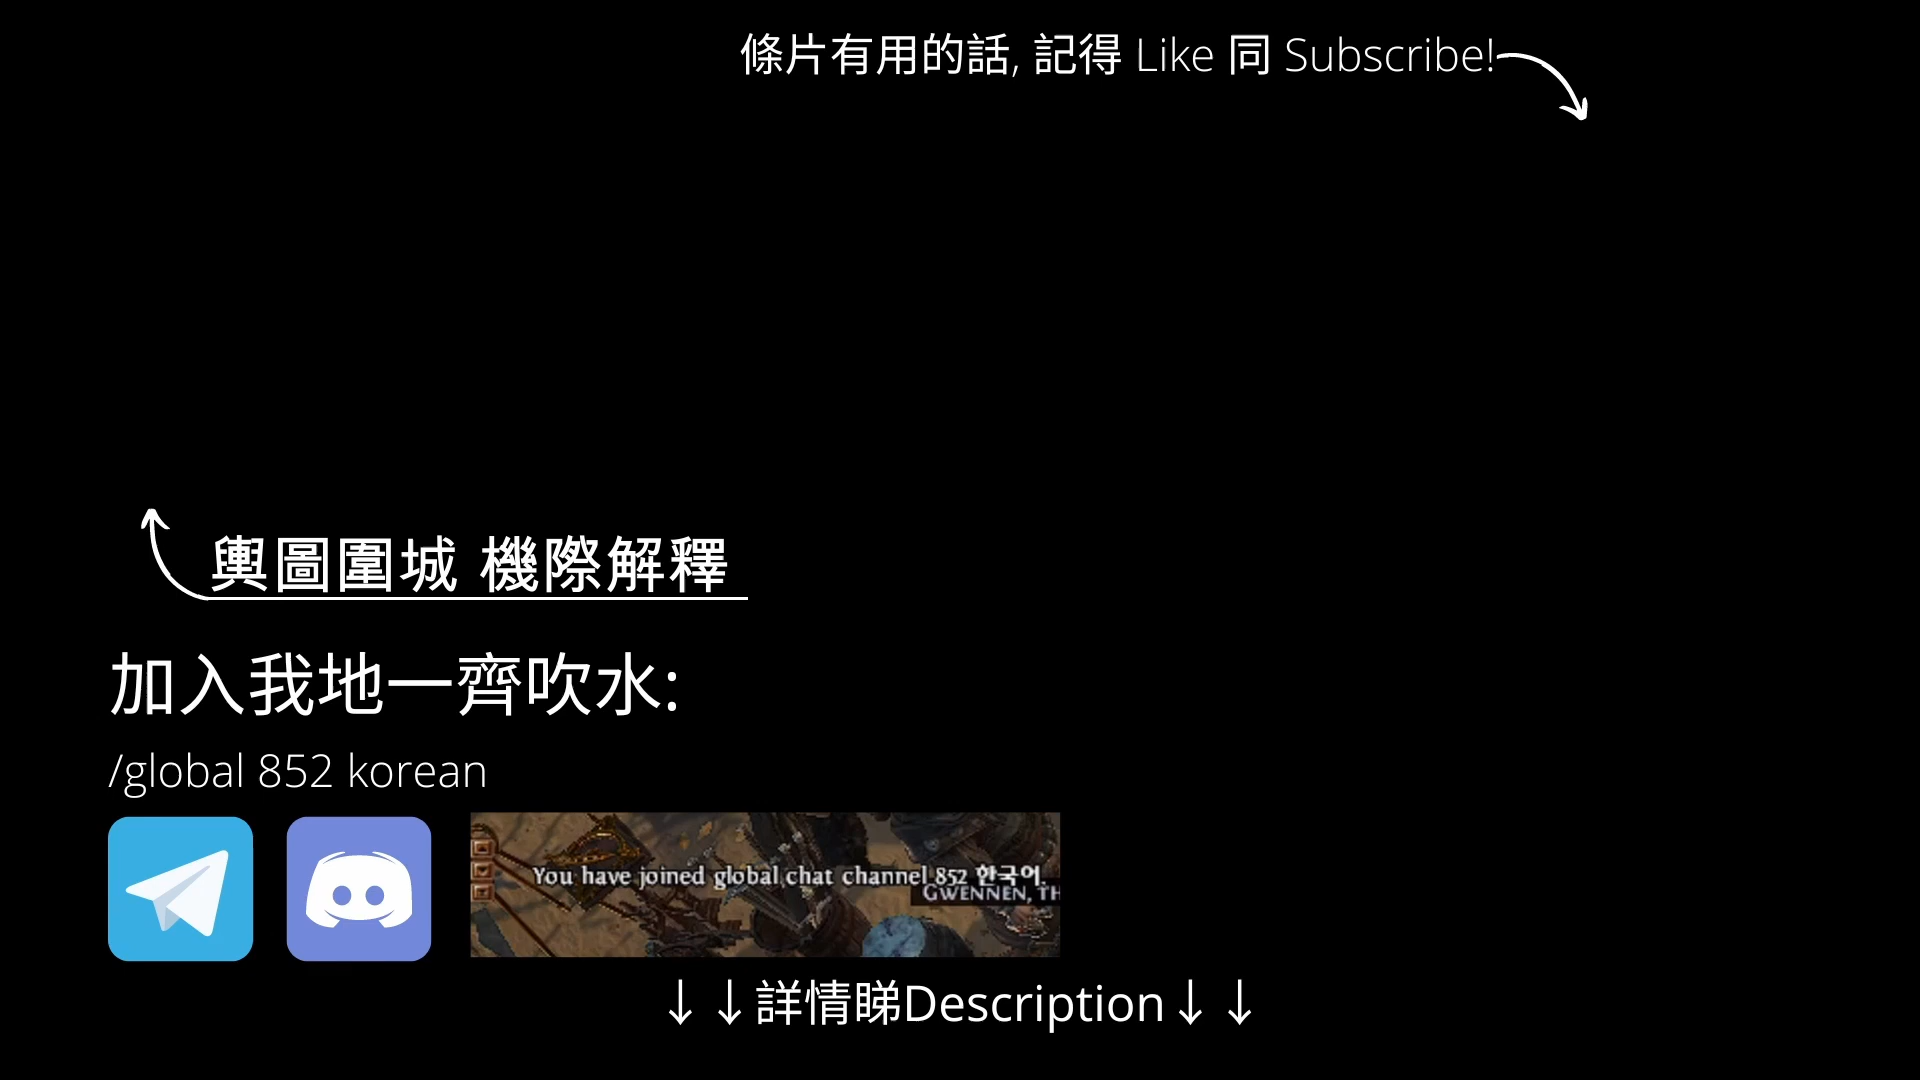 條片有用的話, 記得 Like 同 Subscribe!
輿圖圍城 機際解釋
加入我地一齊吹水:
/global 852 korean
You have joined global chat channel 852 한국어.
GWENNEN, TH
↓↓詳情睇Description↓↓